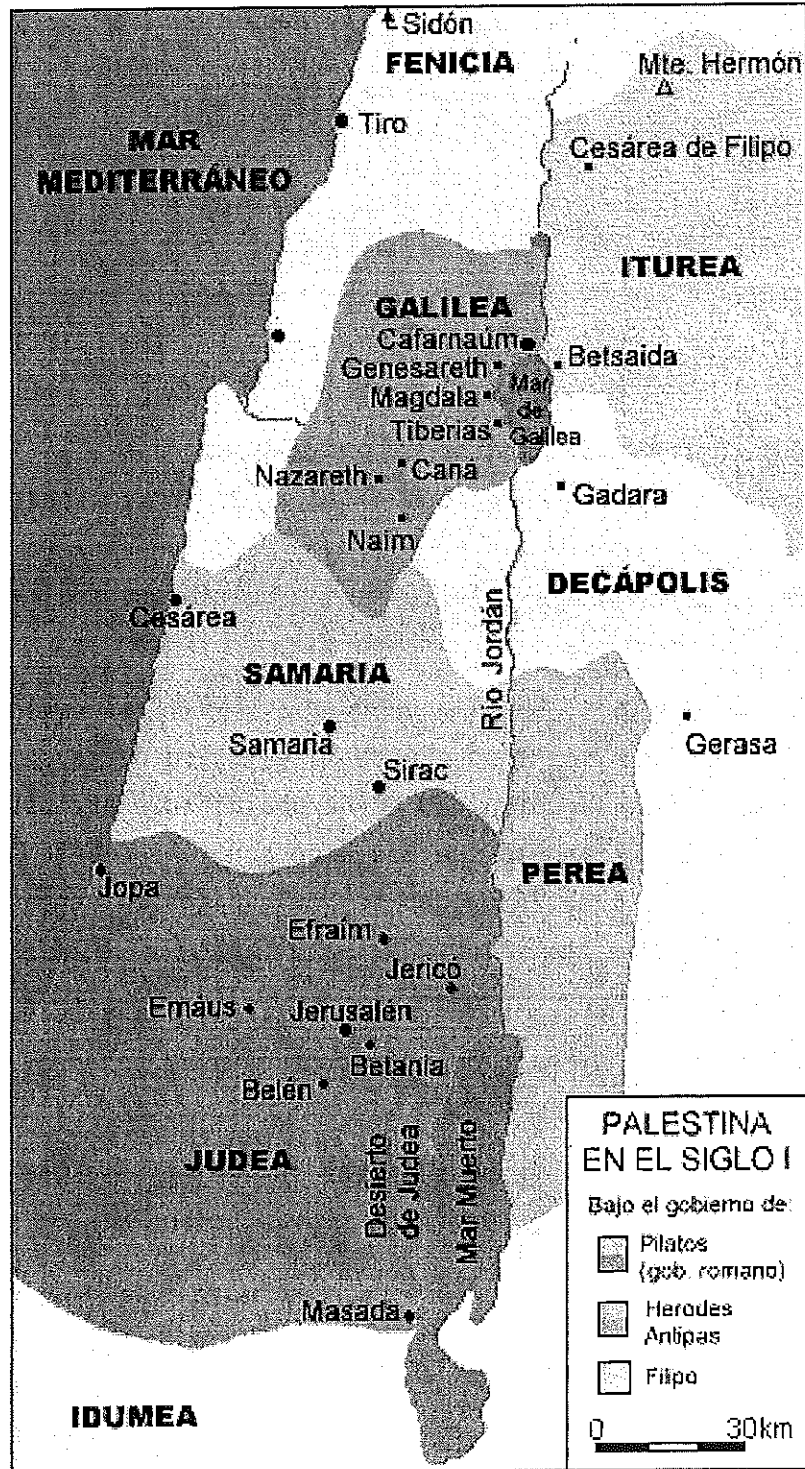 Sidón
FENICIA
Mte. Hermón
Tiro
MAR
MEDITERRÁNEO
Cesárea de Filipo
ITUREA
GALILEA
Cafarnaúm
Genesareth
Betsaida
Magdala
Mar
de
Galilea
Tiberias
Nazareth
Caná
Gadara
Naim
DECÁPOLIS
Cesárea
Río Jordán
SAMARIA
Samaria
Gerasa
Sirac
PEREA
Jopa
Efraím
Jericó
Emáus
Jerusalén
Betania
Belén
JUDEA
Desierto
de Judea
Mar Muerto
Masada
IDUMEA
PALESTINA
EN EL SIGLO I
Bajo el gobierno de:
Pilatos
(gob. romano)
Herodes
Antipas
Filipo
0 30km